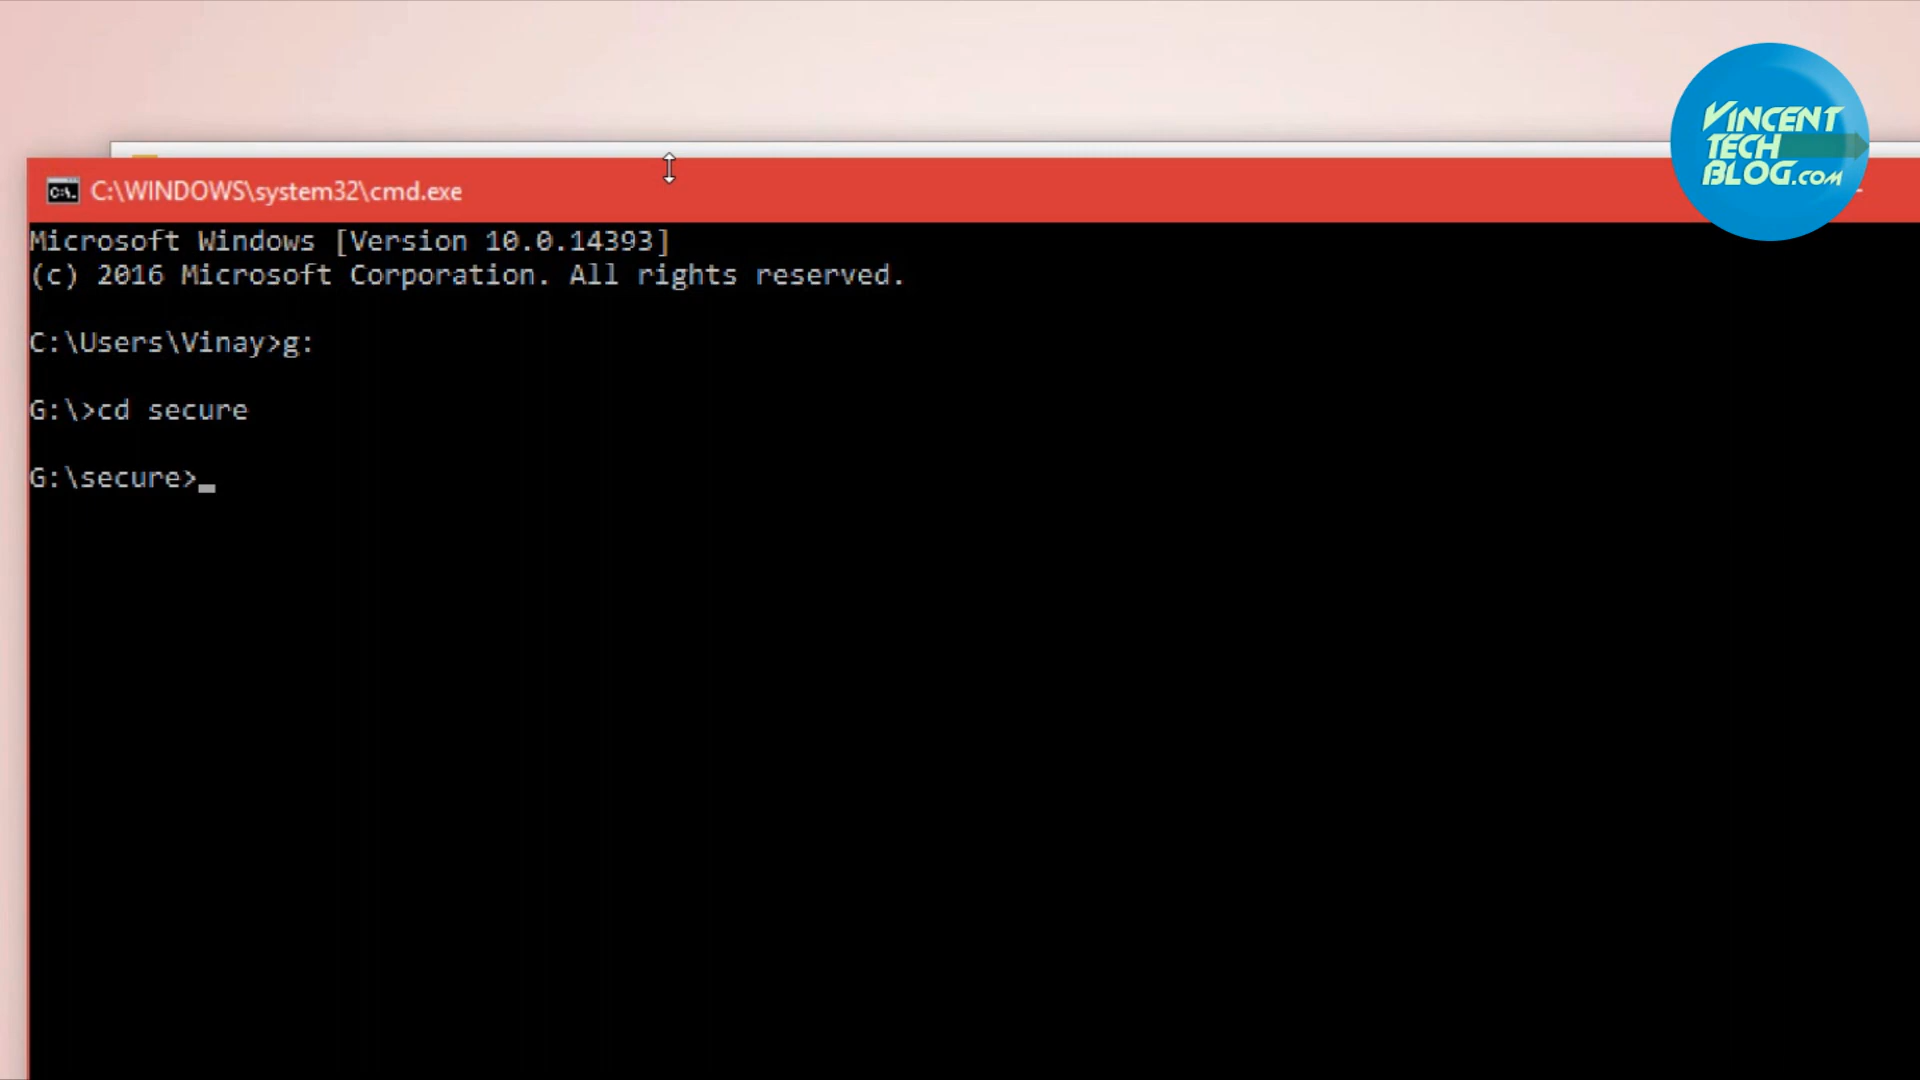 VINCENT
TECH
BLOG.COM
C:\WINDOWS\system32\cmd.exe
Microsoft Windows [Version 10.0.14393]
(c) 2016 Microsoft Corporation. All rights reserved.
C:\Users\Vinay>g:
G:\>cd secure
G:\secure>_